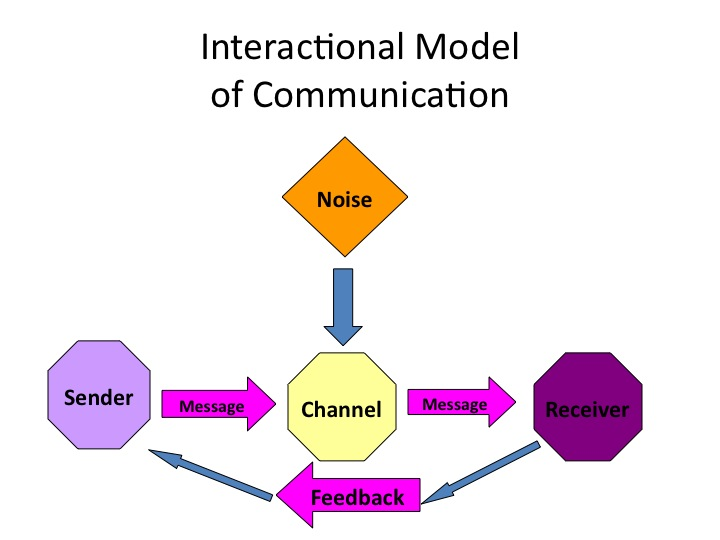 Interactional Model
of Communication
Noise
Sender
Message
Channel
Message
Receiver
Feedback